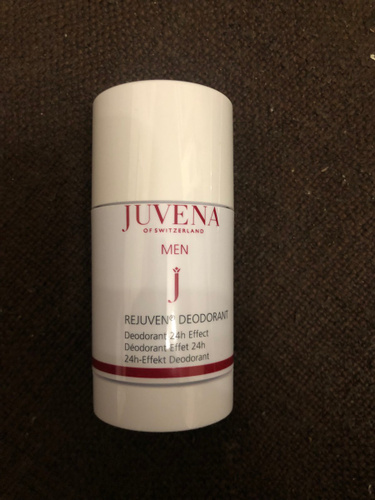 JUVENA
OF SWITZERLAND
MEN
j
REJUVEN® DEODORANT
Deodorant 24h Effect
Déodorant Effet 24h
24h-Effekt Deodorant